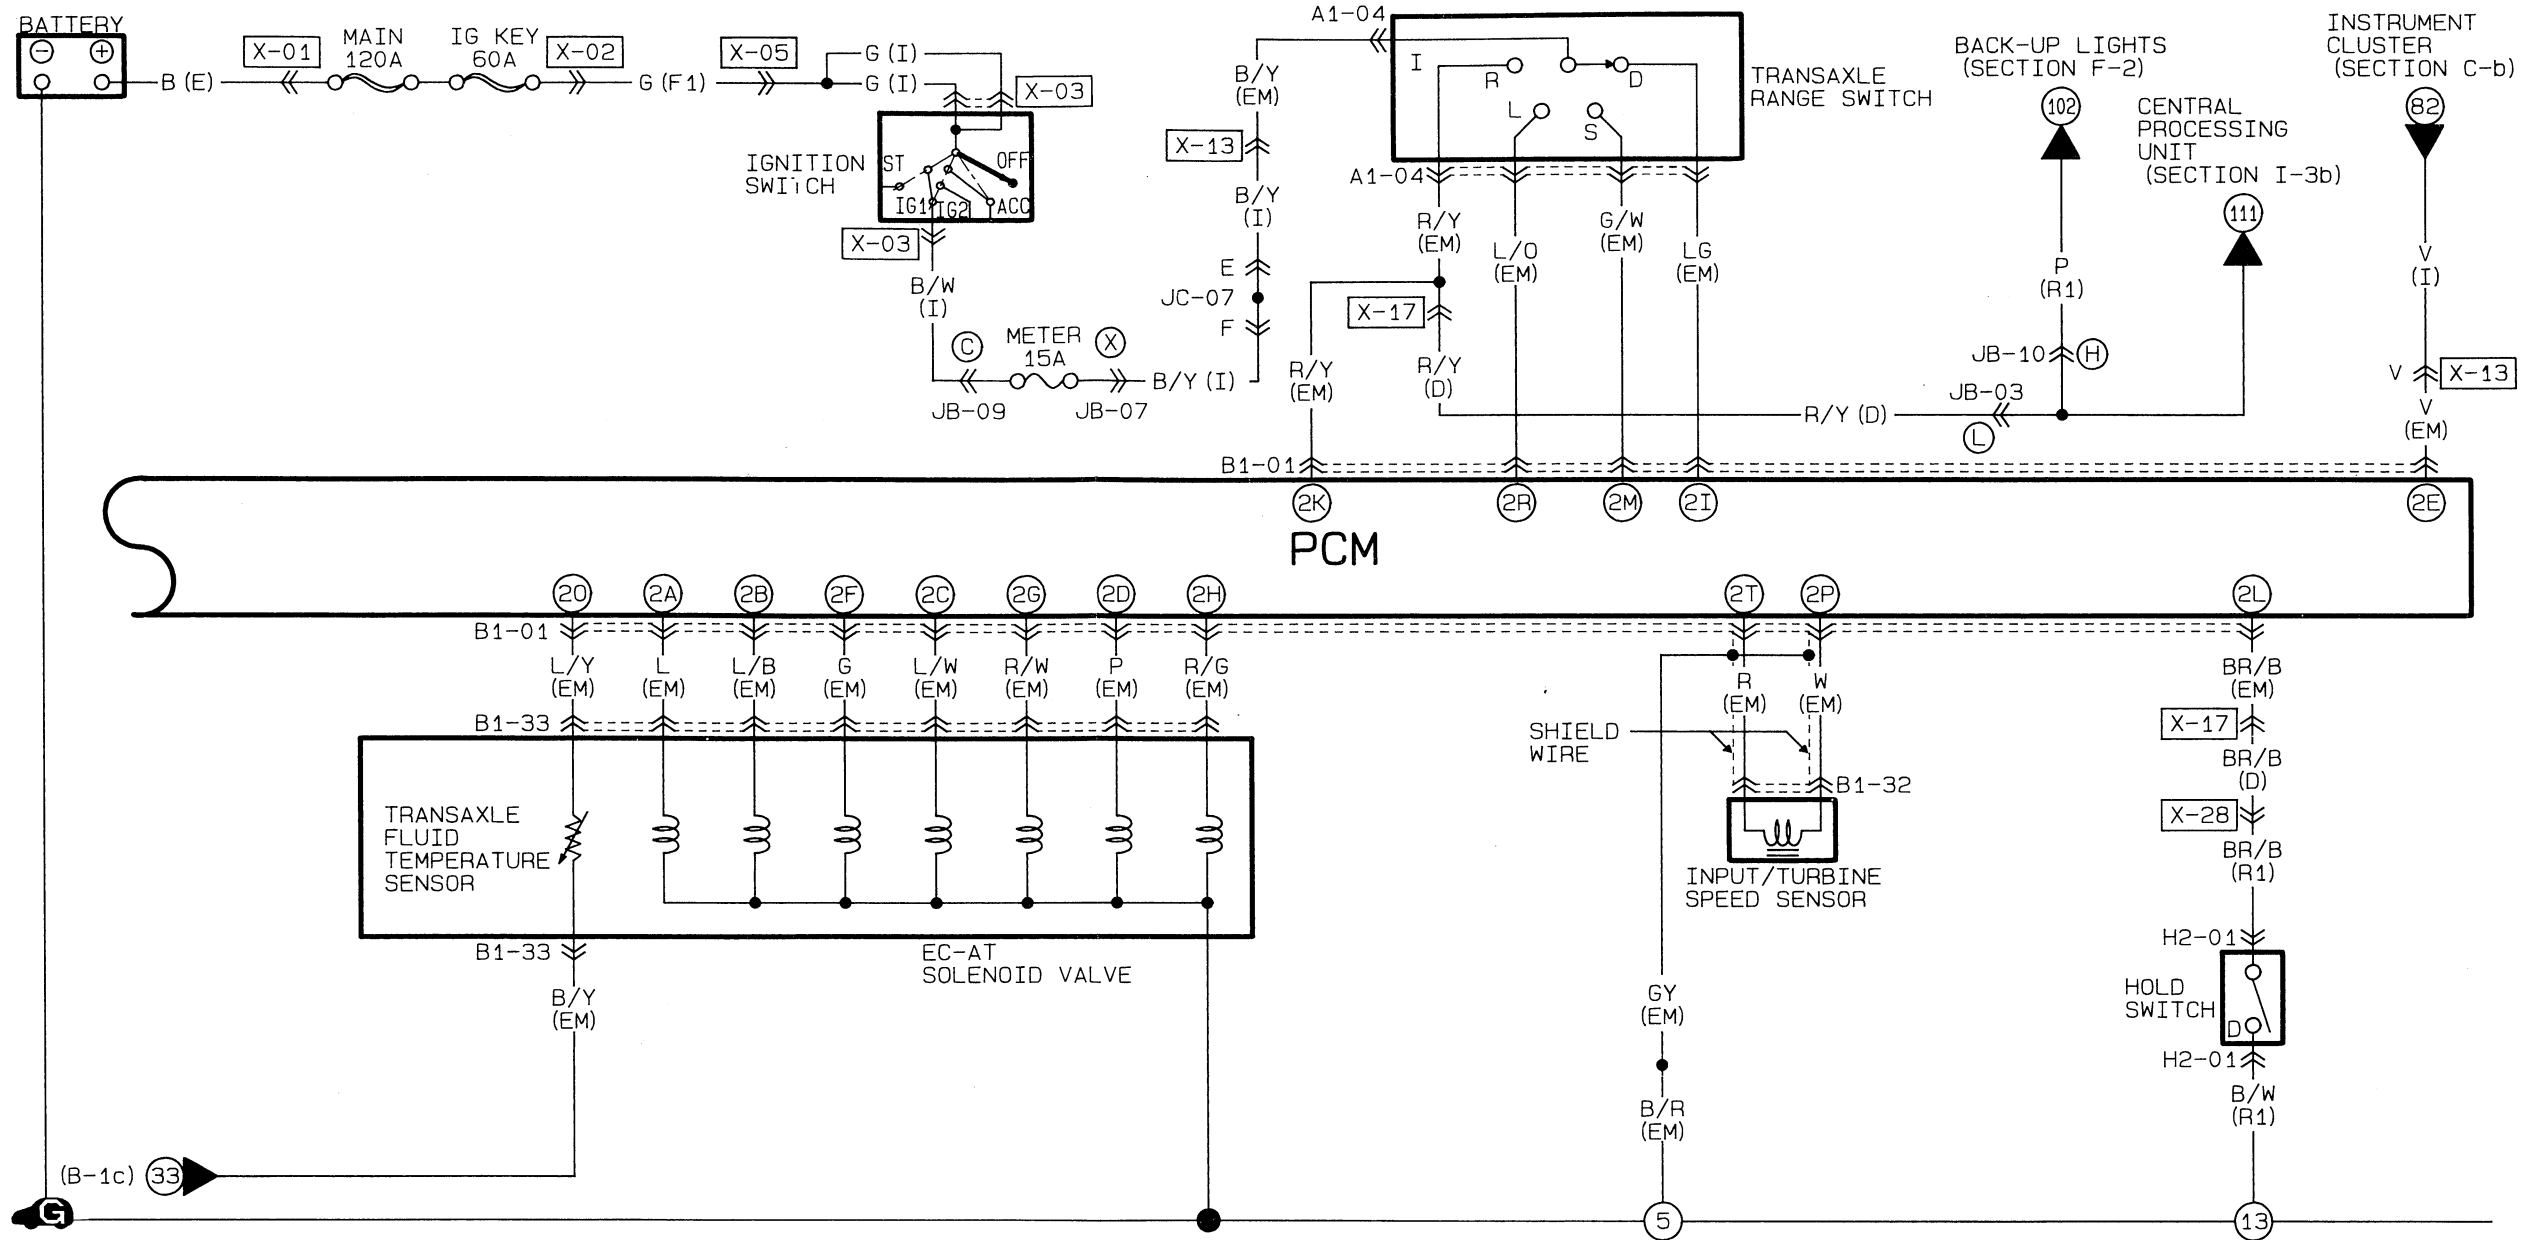 BATTERY
- +
B (E)
X-01
MAIN
120A
IG KEY
60A
X-02
G (F1)
X-05
G (I)
G (I)
X-03
IGNITION
SWITCH
ST
OFF
IG1
IG2
ACC
X-03
B/W
(I)
C
METER
15A
X
JB-09
JB-07
B/Y (I)
F
JC-07
E
B/Y
(I)
X-13
B/Y
(EM)
A1-04
I
R
D
L
S
TRANSAXLE
RANGE SWITCH
A1-04
R/Y
(EM)
L/O
(EM)
G/W
(EM)
LG
(EM)
X-17
R/Y
(EM)
R/Y
(D)
R/Y (D)
BACK-UP LIGHTS
(SECTION F-2)
102
P
(R1)
JB-10
H
JB-03
L
CENTRAL
PROCESSING
UNIT
(SECTION I-3b)
111
INSTRUMENT
CLUSTER
(SECTION C-b)
82
V
(I)
V
X-13
V
(EM)
B1-01
2K
2R
2M
2I
2E
PCM
2O
2A
2B
2F
2C
2G
2D
2H
2T
2P
2L
B1-01
L/Y
(EM)
L
(EM)
L/B
(EM)
G
(EM)
L/W
(EM)
R/W
(EM)
P
(EM)
R/G
(EM)
B1-33
TRANSAXLE
FLUID
TEMPERATURE
SENSOR
B1-33
EC-AT
SOLENOID VALVE
B/Y
(EM)
(B-1c)
33
G
R
(EM)
W
(EM)
SHIELD
WIRE
B1-32
INPUT/TURBINE
SPEED SENSOR
GY
(EM)
B/R
(EM)
5
BR/B
(EM)
X-17
BR/B
(D)
X-28
BR/B
(R1)
H2-01
HOLD
SWITCH
D
H2-01
B/W
(R1)
13